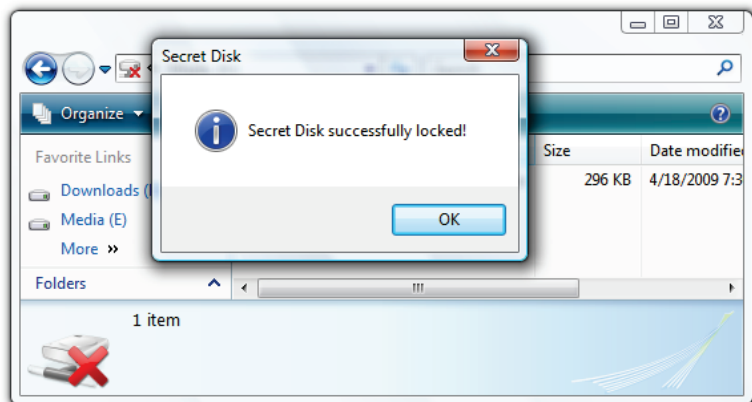 Secret Disk
Secret Disk successfully locked!
OK
Organize
Favorite Links
Size
Date modified
Downloads (
296 KB
4/18/2009 7:3
Media (E)
More »
Folders
1 item